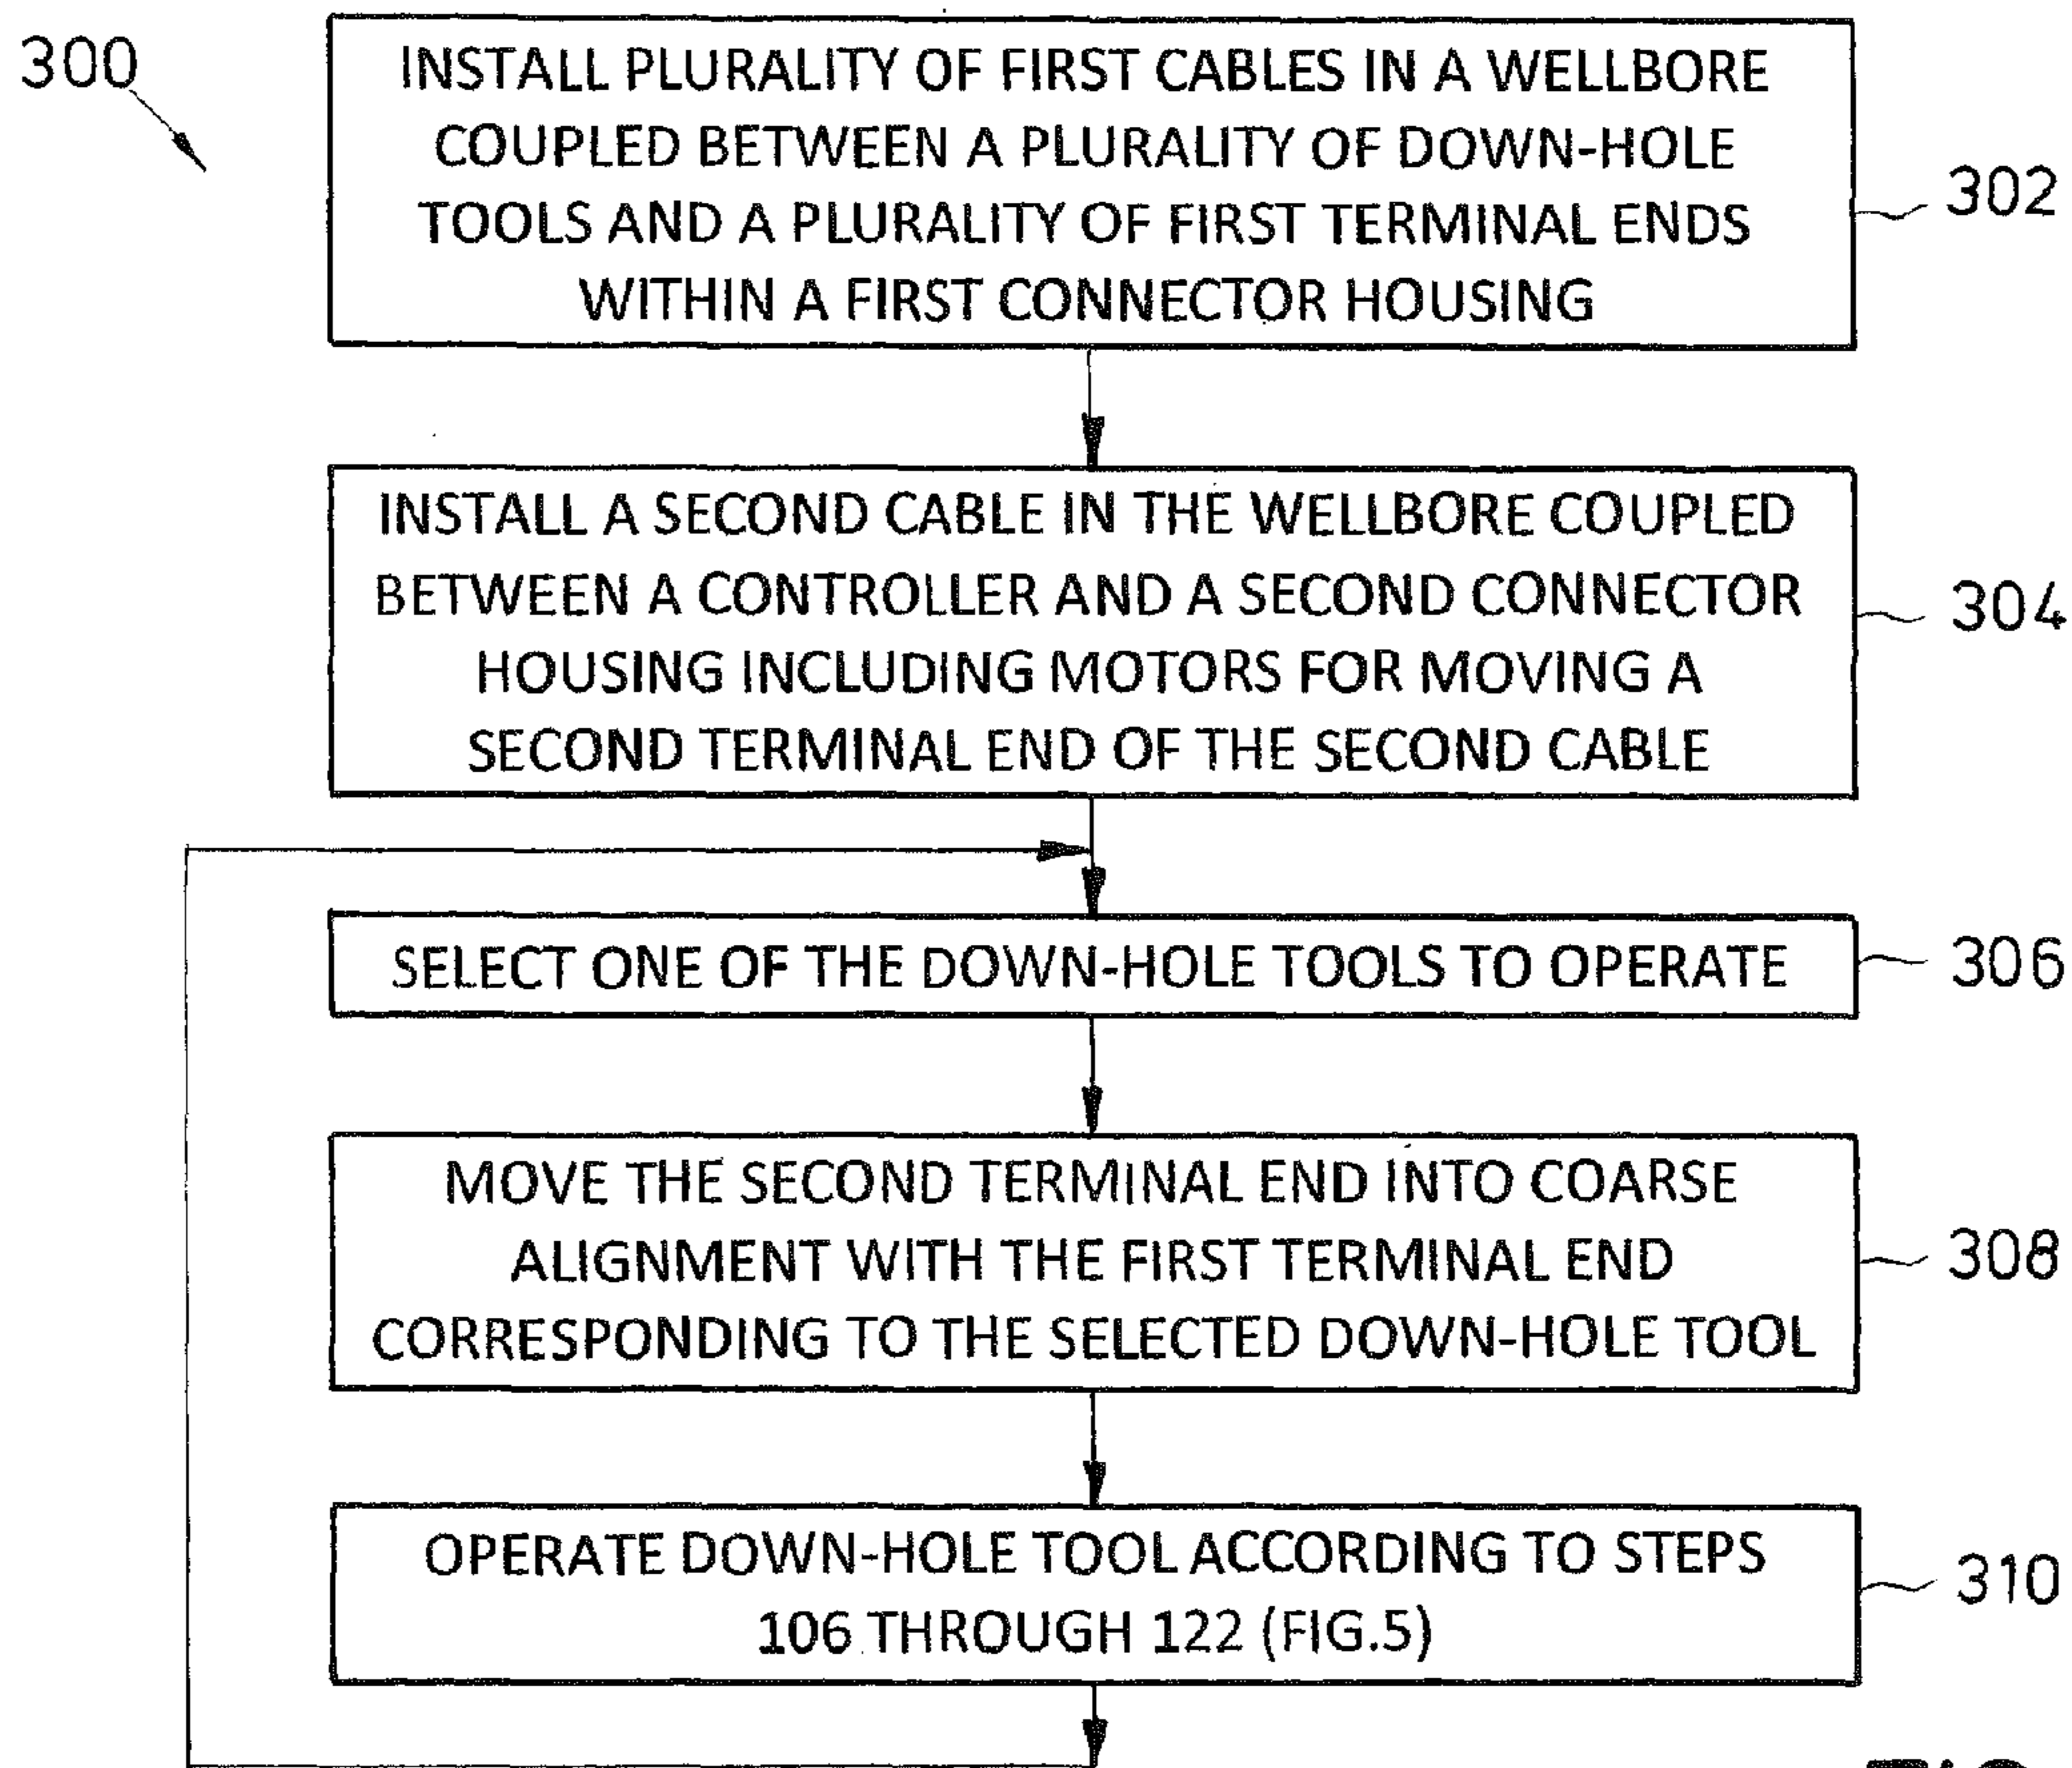 300
INSTALL PLURALITY OF FIRST CABLES IN A WELLBORE
COUPLED BETWEEN A PLURALITY OF DOWN-HOLE
TOOLS AND A PLURALITY OF FIRST TERMINAL ENDS
WITHIN A FIRST CONNECTOR HOUSING
302
INSTALL A SECOND CABLE IN THE WELLBORE COUPLED
BETWEEN A CONTROLLER AND A SECOND CONNECTOR
HOUSING INCLUDING MOTORS FOR MOVING A
SECOND TERMINAL END OF THE SECOND CABLE
304
SELECT ONE OF THE DOWN-HOLE TOOLS TO OPERATE
306
MOVE THE SECOND TERMINAL END INTO COARSE
ALIGNMENT WITH THE FIRST TERMINAL END
CORRESPONDING TO THE SELECTED DOWN-HOLE TOOL
308
OPERATE DOWN-HOLE TOOL ACCORDING TO STEPS
106 THROUGH 122 (FIG.5)
310